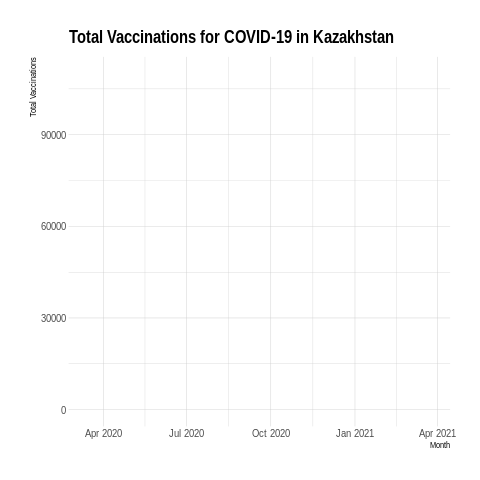 Total Vaccinations for COVID-19 in Kazakhstan
Total Vaccinations
90000
60000
30000
0
Apr 2020 Jul 2020 Oct 2020 Jan 2021 Apr 2021
Month